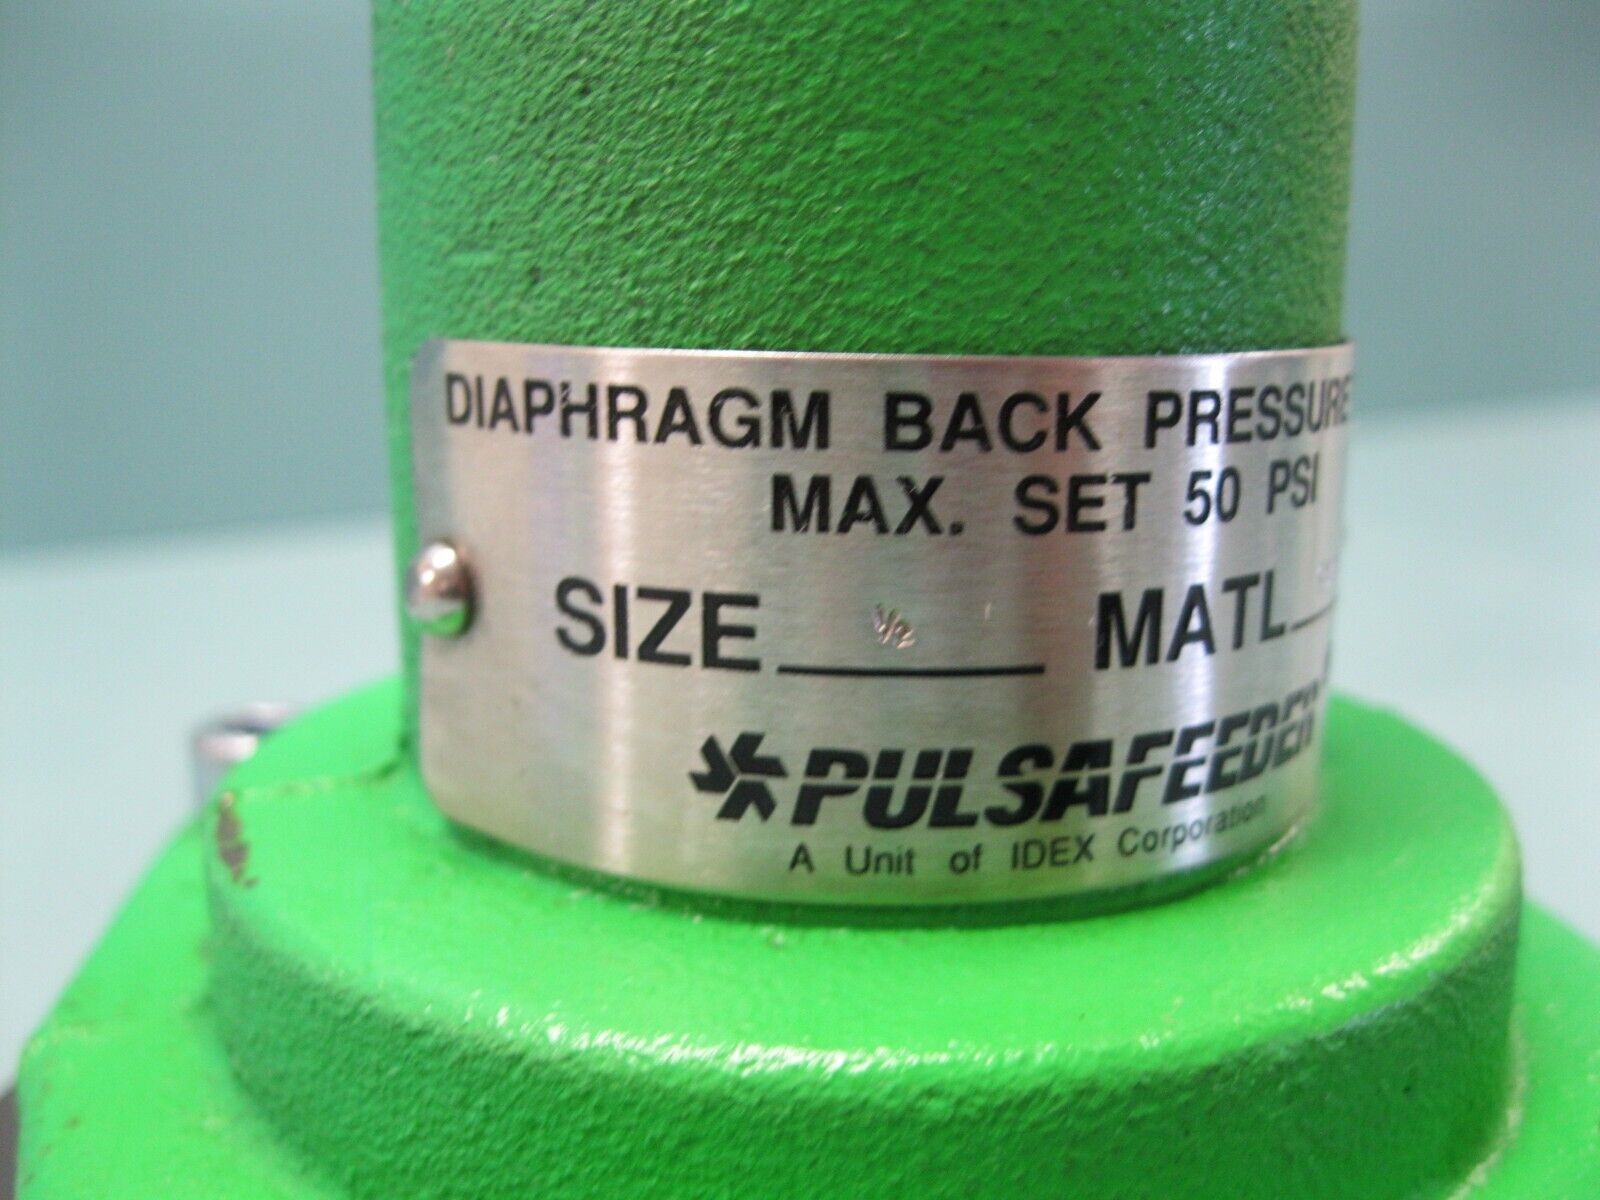 DIAPHRAGM BACK PRESSURE
MAX. SET 50 PSI
SIZE 1/2 MATL
PULSAFEEDER
A Unit of IDEX Corporation